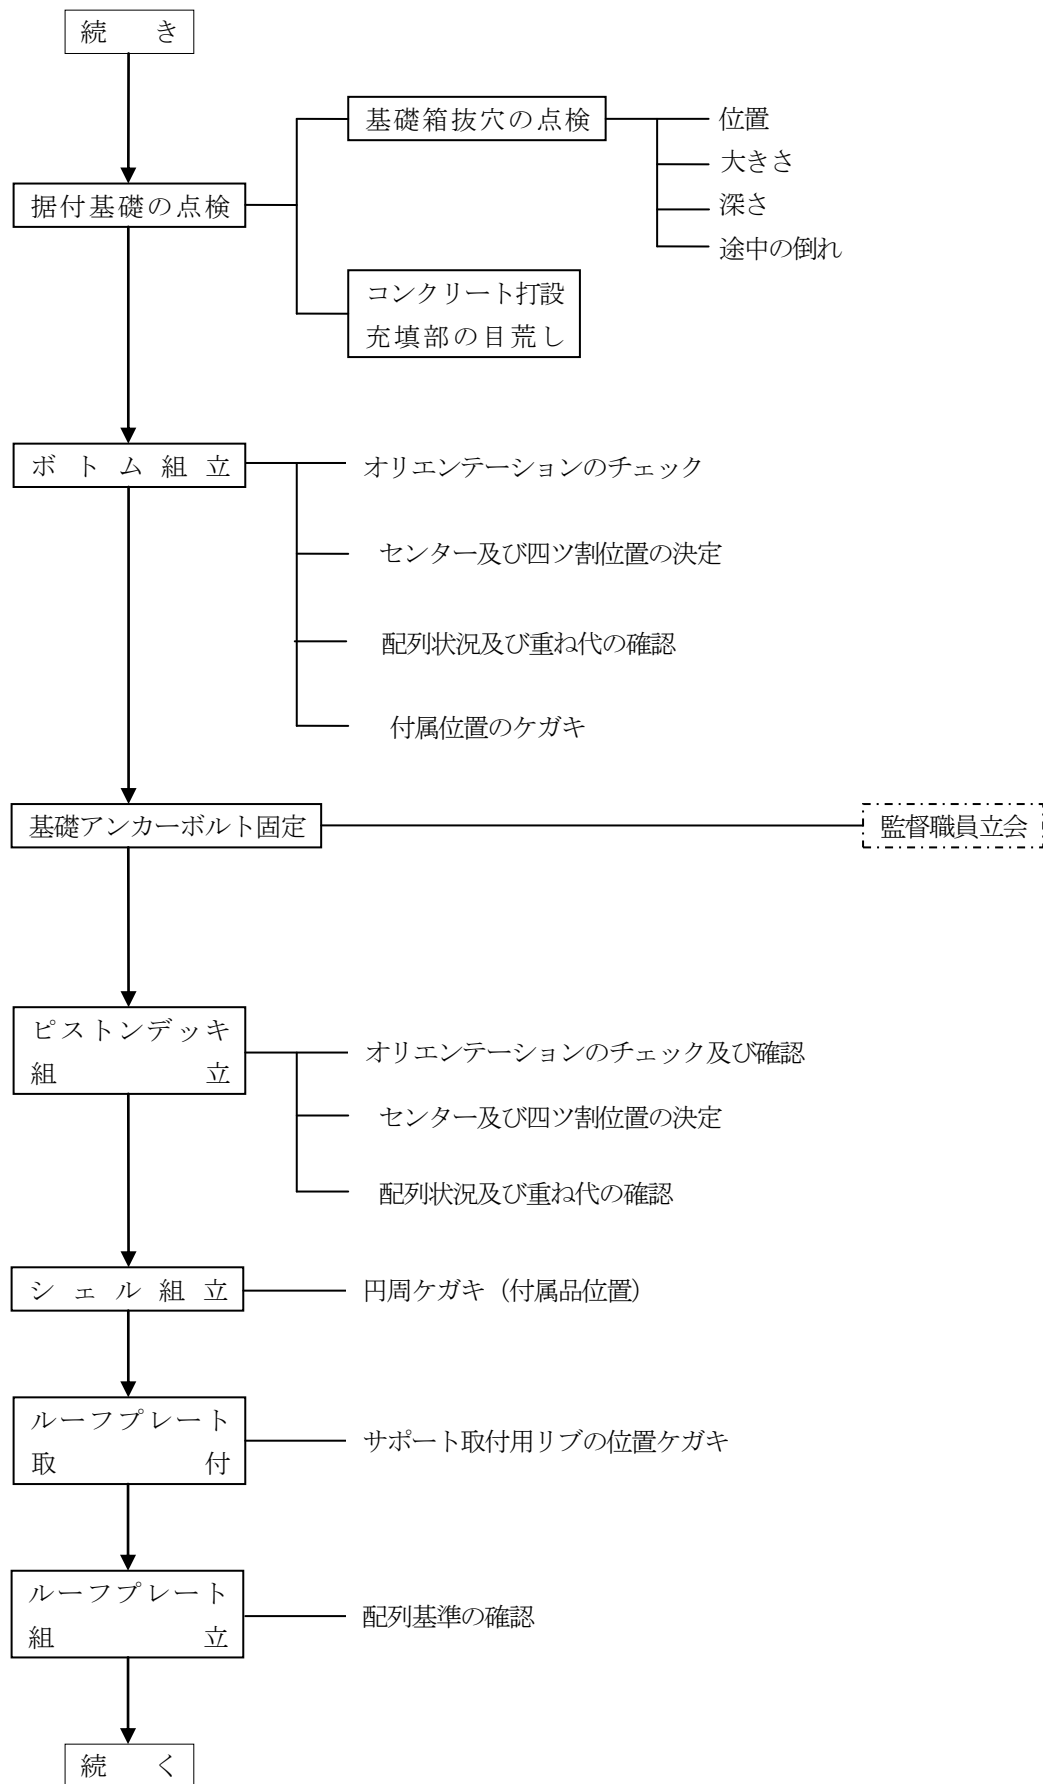 続 き
基礎箱抜穴の点検
位置
大きさ
深さ
途中の倒れ
据付基礎の点検
コンクリート打設
充填部の目荒し
ボトム組立
オリエンテーションのチェック
センター及び四ツ割位置の決定
配列状況及び重ね代の確認
付属位置のケガキ
基礎アンカーボルト固定
監督職員立会
ピストンデッキ
組 立
オリエンテーションのチェック及び確認
センター及び四ツ割位置の決定
配列状況及び重ね代の確認
シェル組立
円周ケガキ（付属品位置）
ルーフプレート
取 付
サポート取付用リブの位置ケガキ
ルーフプレート
組 立
配列基準の確認
続 く